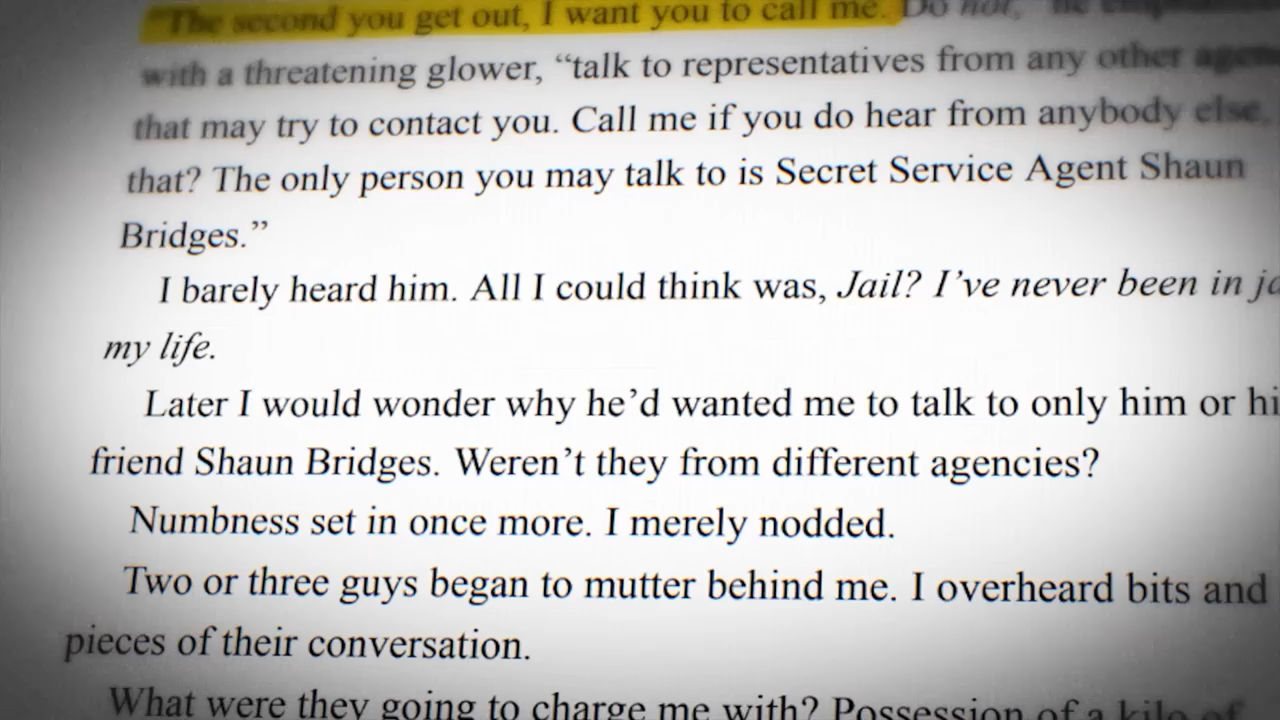 "The second you get out, I want you to call me. Do not," he
with a threatening glower, “talk to representatives from any other
that may try to contact you. Call me if you do hear from anybody else,
that? The only person you may talk to is Secret Service Agent Shaun
Bridges.”
I barely heard him. All I could think was, Jail? I’ve never been in
my life.
Later I would wonder why he’d wanted me to talk to only him or
friend Shaun Bridges. Weren’t they from different agencies?
Numbness set in once more. I merely nodded.
Two or three guys began to mutter behind me. I overheard bits and
pieces of their conversation.
What were they going to charge me with? Possession of a kilo of